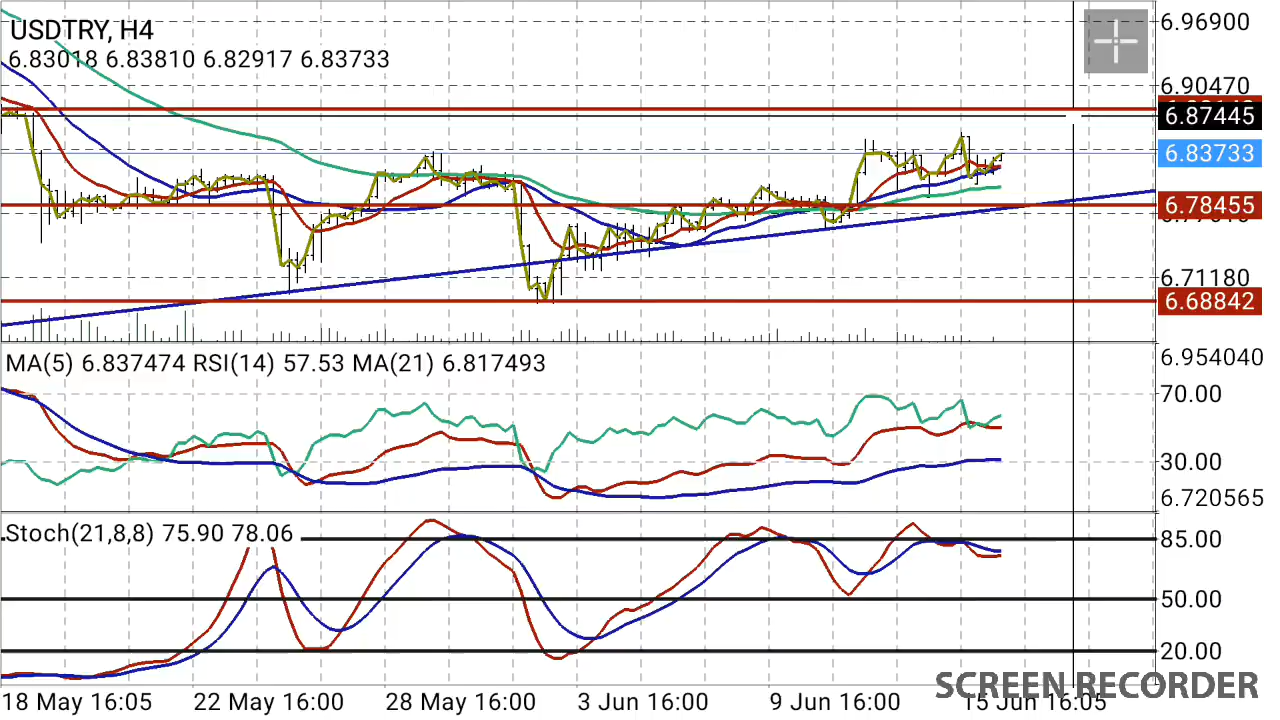 USDTRY, H4
6.83018 6.83810 6.82917 6.83733
6.96900
6.90470
6.87445
6.83733
6.78455
6.71180
6.68842
MA(5) 6.837474 RSI(14) 57.53 MA(21) 6.817493
6.954040
70.00
30.00
6.720565
Stoch(21,8,8) 75.90 78.06
85.00
50.00
20.00
SCREEN RECORDER
18 May 16:05 22 May 16:00 28 May 16:00 3 Jun 16:00 9 Jun 16:00 15 Jun 16:05